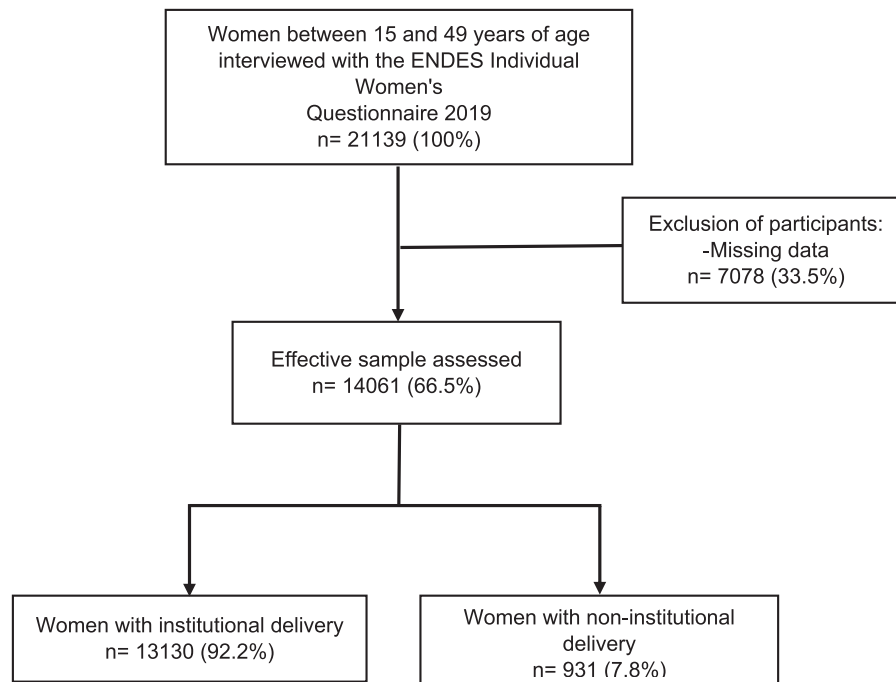 Women between 15 and 49 years of age
interviewed with the ENDES Individual
Women's
Questionnaire 2019
n= 21139 (100%)
Exclusion of participants:
-Missing data
n= 7078 (33.5%)
Effective sample assessed
n= 14061 (66.5%)
Women with institutional delivery
n= 13130 (92.2%)
Women with non-institutional
delivery
n= 931 (7.8%)